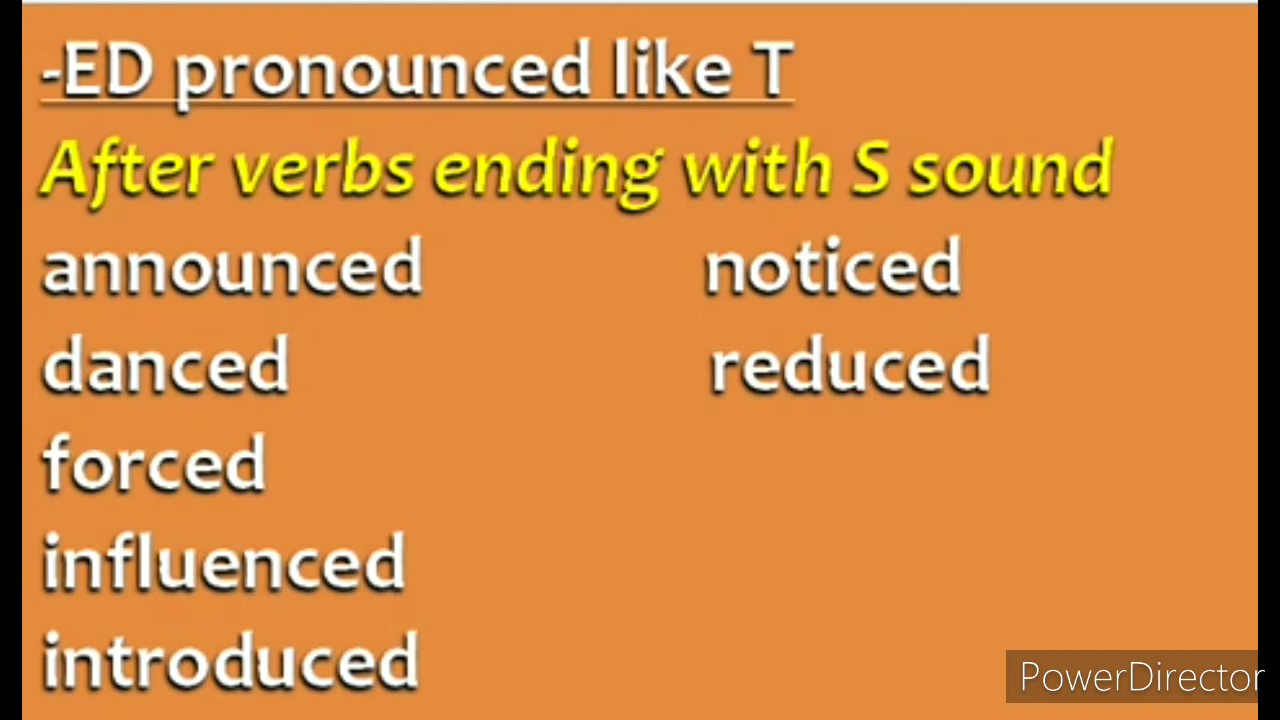 -ED pronounced like T
After verbs ending with S sound
announced noticed
danced reduced
forced
influenced
introduced
PowerDirector